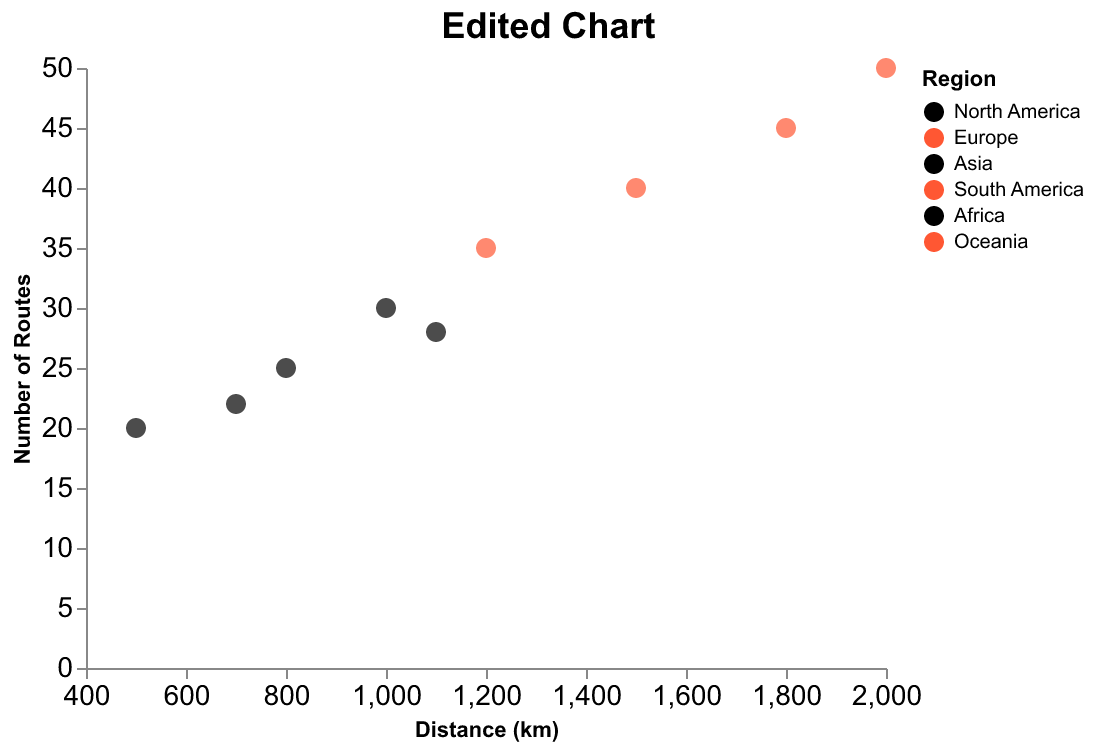 Edited Chart
50
45
40
35
30
25
20
15
10
5
0
Number of Routes
400 600 800 1,000 1,200 1,400 1,600 1,800 2,000
Distance (km)
Region
North America
Europe
Asia
South America
Africa
Oceania